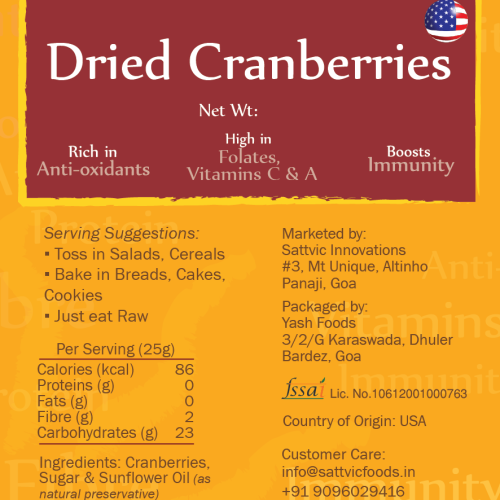 Dried Cranberries
Net Wt:
Rich in
Anti-oxidants
High in
Folates,
Vitamins C & A
Boosts
Immunity
Serving Suggestions:
▪ Toss in Salads, Cereals
▪ Bake in Breads, Cakes,
Cookies
▪ Just eat Raw
Per Serving (25g)
Calories (kcal) 86
Proteins (g) 0
Fats (g) 0
Fibre (g) 2
Carbohydrates (g) 23
Ingredients: Cranberries,
Sugar & Sunflower Oil (as
natural preservative)
Marketed by:
Sattvic Innovations
#3, Mt Unique, Altinho
Panaji, Goa
Packaged by:
Yash Foods
3/2/G Karaswada, Dhuler
Bardez, Goa
fssai Lic. No.10612001000763
Country of Origin: USA
Customer Care:
info@sattvicfoods.in
+91 9096029416
Protein
Anti-
Vitamins
Immunit